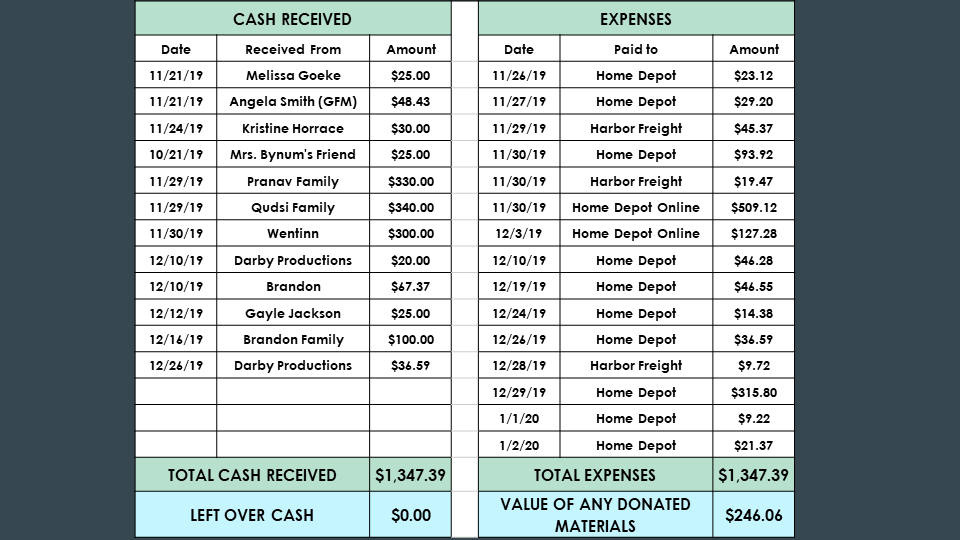 CASH RECEIVED
Date Received From Amount
11/21/19 Melissa Goeke $25.00
11/21/19 Angela Smith (GFM) $48.43
11/24/19 Kristine Horrace $30.00
10/21/19 Mrs. Bynum's Friend $25.00
11/29/19 Pranav Family $330.00
11/29/19 Qudsi Family $340.00
11/30/19 Wentinn $300.00
12/10/19 Darby Productions $20.00
12/10/19 Brandon $67.37
12/12/19 Gayle Jackson $25.00
12/16/19 Brandon Family $100.00
12/26/19 Darby Productions $36.59
TOTAL CASH RECEIVED $1,347.39
LEFT OVER CASH $0.00
EXPENSES
Date Paid to Amount
11/26/19 Home Depot $23.12
11/27/19 Home Depot $29.20
11/29/19 Harbor Freight $45.37
11/30/19 Home Depot $93.92
11/30/19 Harbor Freight $19.47
11/30/19 Home Depot Online $509.12
12/3/19 Home Depot Online $127.28
12/10/19 Home Depot $46.28
12/19/19 Home Depot $46.55
12/24/19 Home Depot $14.38
12/26/19 Home Depot $36.59
12/28/19 Harbor Freight $9.72
12/29/19 Home Depot $315.80
1/1/20 Home Depot $9.22
1/2/20 Home Depot $21.37
TOTAL EXPENSES $1,347.39
VALUE OF ANY DONATED
MATERIALS $246.06